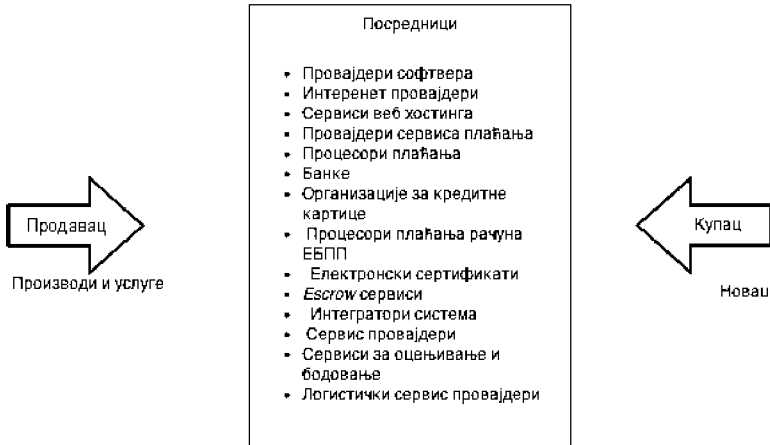 Посредници
• Провајдери софтвера
• Интеренет провајдери
• Сервиси веб хостинга
• Провајдери сервиса плаћања
• Процесори плаћања
• Банке
• Организације за кредитне
картице
• Процесори плаћања рачуна
ЕБПП
• Електронски сертификати
• Escrow сервиси
• Интегратори система
• Сервис провајдери
• Сервиси за оцењивање и
бодовање
• Логистички сервис провајдери
Продавац
Производи и услуге
Купац
Новац